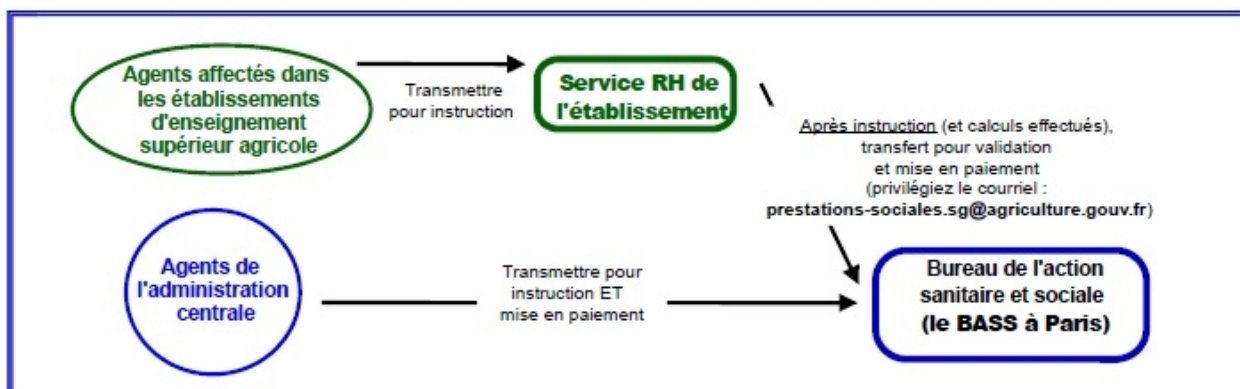 Agents affectés dans
les établissements
d'enseignement
supérieur agricole
Transmettre
pour instruction
Service RH de
l'établissement
Après instruction (et calculs effectués),
transfert pour validation
et mise en paiement
(privilégiez le courriel :
prestations-sociales.sg@agriculture.gouv.fr)
Agents de
l'administration
centrale
Transmettre pour
instruction ET
mise en paiement
Bureau de l'action
sanitaire et sociale
(le BASS à Paris)